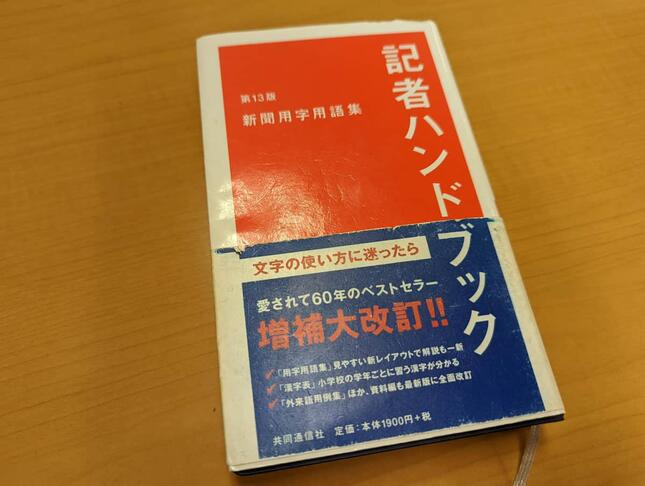 記者ハンドブック
第13版
新聞用字用語集
文字の使い方に迷ったら
愛されて60年のベストセラー
増補大改訂!!
✓「用字用語集」見やすい新レイアウトで解説も一新
✓「漢字表」小学校の学年ごとに習う漢字が分かる
✓「外来語用例集」ほか、資料編も最新版に全面改訂
共同通信社 定価:本体1900円+税